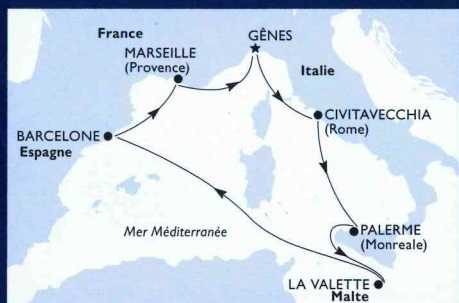 France
MARSEILLE
(Provence)
GÊNES
Italie
CIVITAVECCHIA
(Rome)
BARCELONE
Espagne
Mer Méditerranée
PALERME
(Monreale)
LA VALETTE
Malte